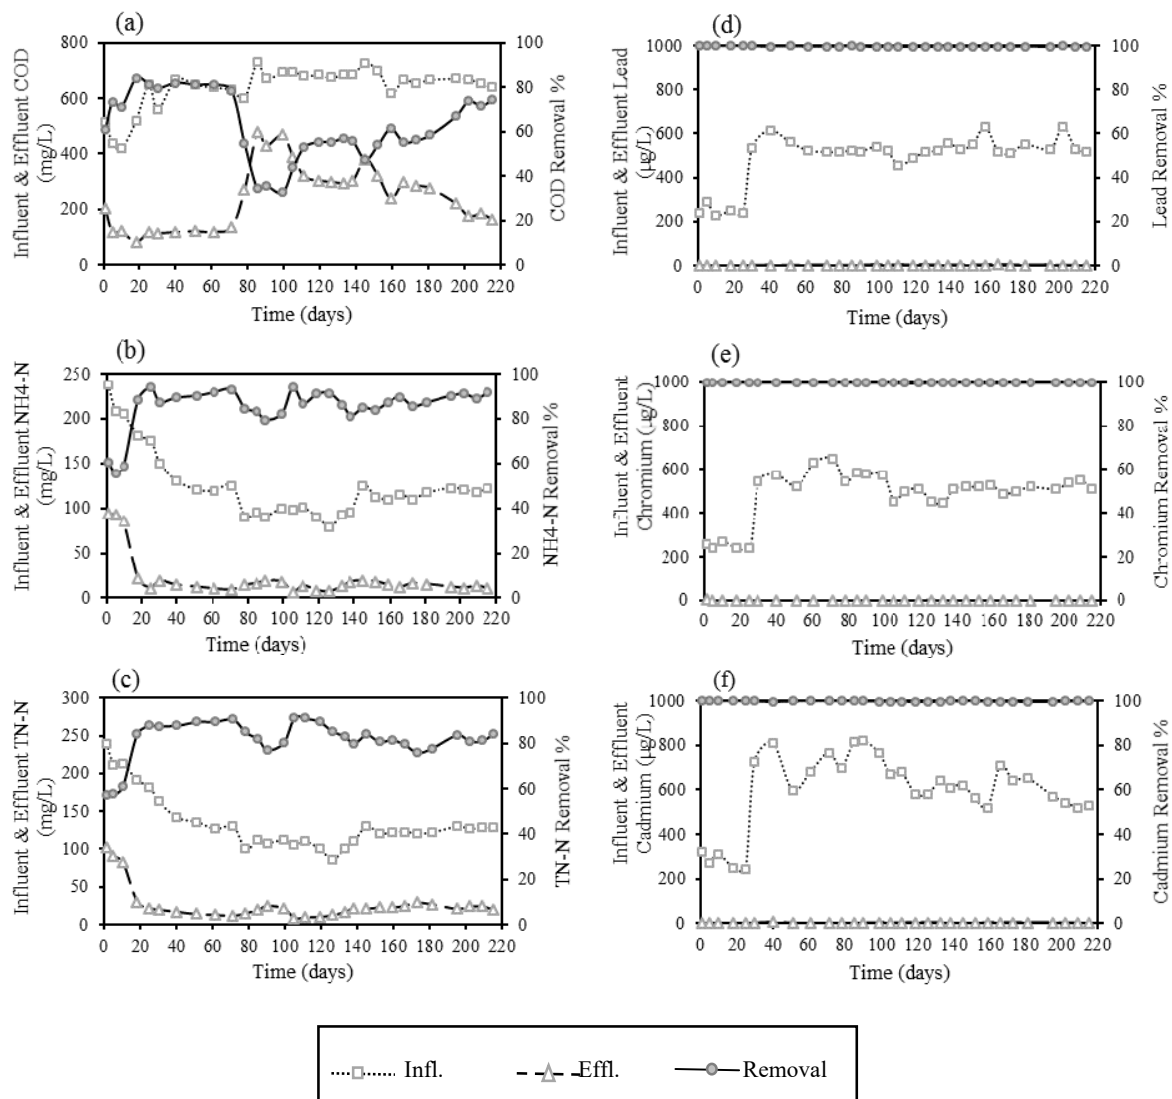 (a)
Influent & Effluent COD
(mg/L)
800
600
400
200
0
100
80
60
40
20
0
COD Removal %
0 20 40 60 80 100 120 140 160 180 200 220
Time (days)
(b)
Influent & Effluent NH4-N
(mg/L)
250
200
150
100
50
0
100
80
60
40
20
0
NH4-N Removal %
0 20 40 60 80 100 120 140 160 180 200 220
Time (days)
(c)
Influent & Effluent TN-N
(mg/L)
300
250
200
150
100
50
0
100
80
60
40
20
0
TN-N Removal %
0 20 40 60 80 100 120 140 160 180 200 220
Time (days)
(d)
Influent & Effluent Lead
(µg/L)
1000
800
600
400
200
0
100
80
60
40
20
0
Lead Removal %
0 20 40 60 80 100 120 140 160 180 200 220
Time (days)
(e)
Influent & Effluent
Chromium (µg/L)
1000
800
600
400
200
0
100
80
60
40
20
0
Chromium Removal %
0 20 40 60 80 100 120 140 160 180 200 220
Time (days)
(f)
Influent & Effluent
Cadmium (µg/L)
1000
800
600
400
200
0
100
80
60
40
20
0
Cadmium Removal %
0 20 40 60 80 100 120 140 160 180 200 220
Time (days)
Infl. Effl. Removal